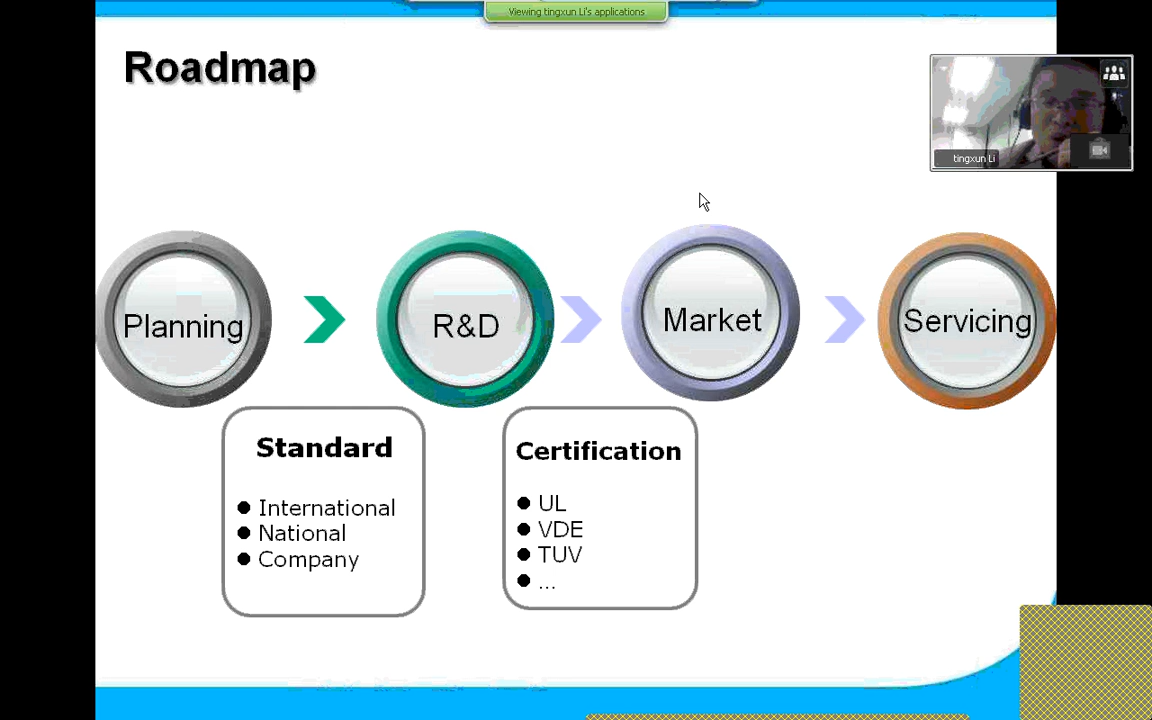 Viewing tingxun Li's applications
Roadmap
tingxun Li
Planning
R&D
Market
Servicing
Standard
● International
● National
● Company
Certification
● UL
● VDE
● TUV
● ...